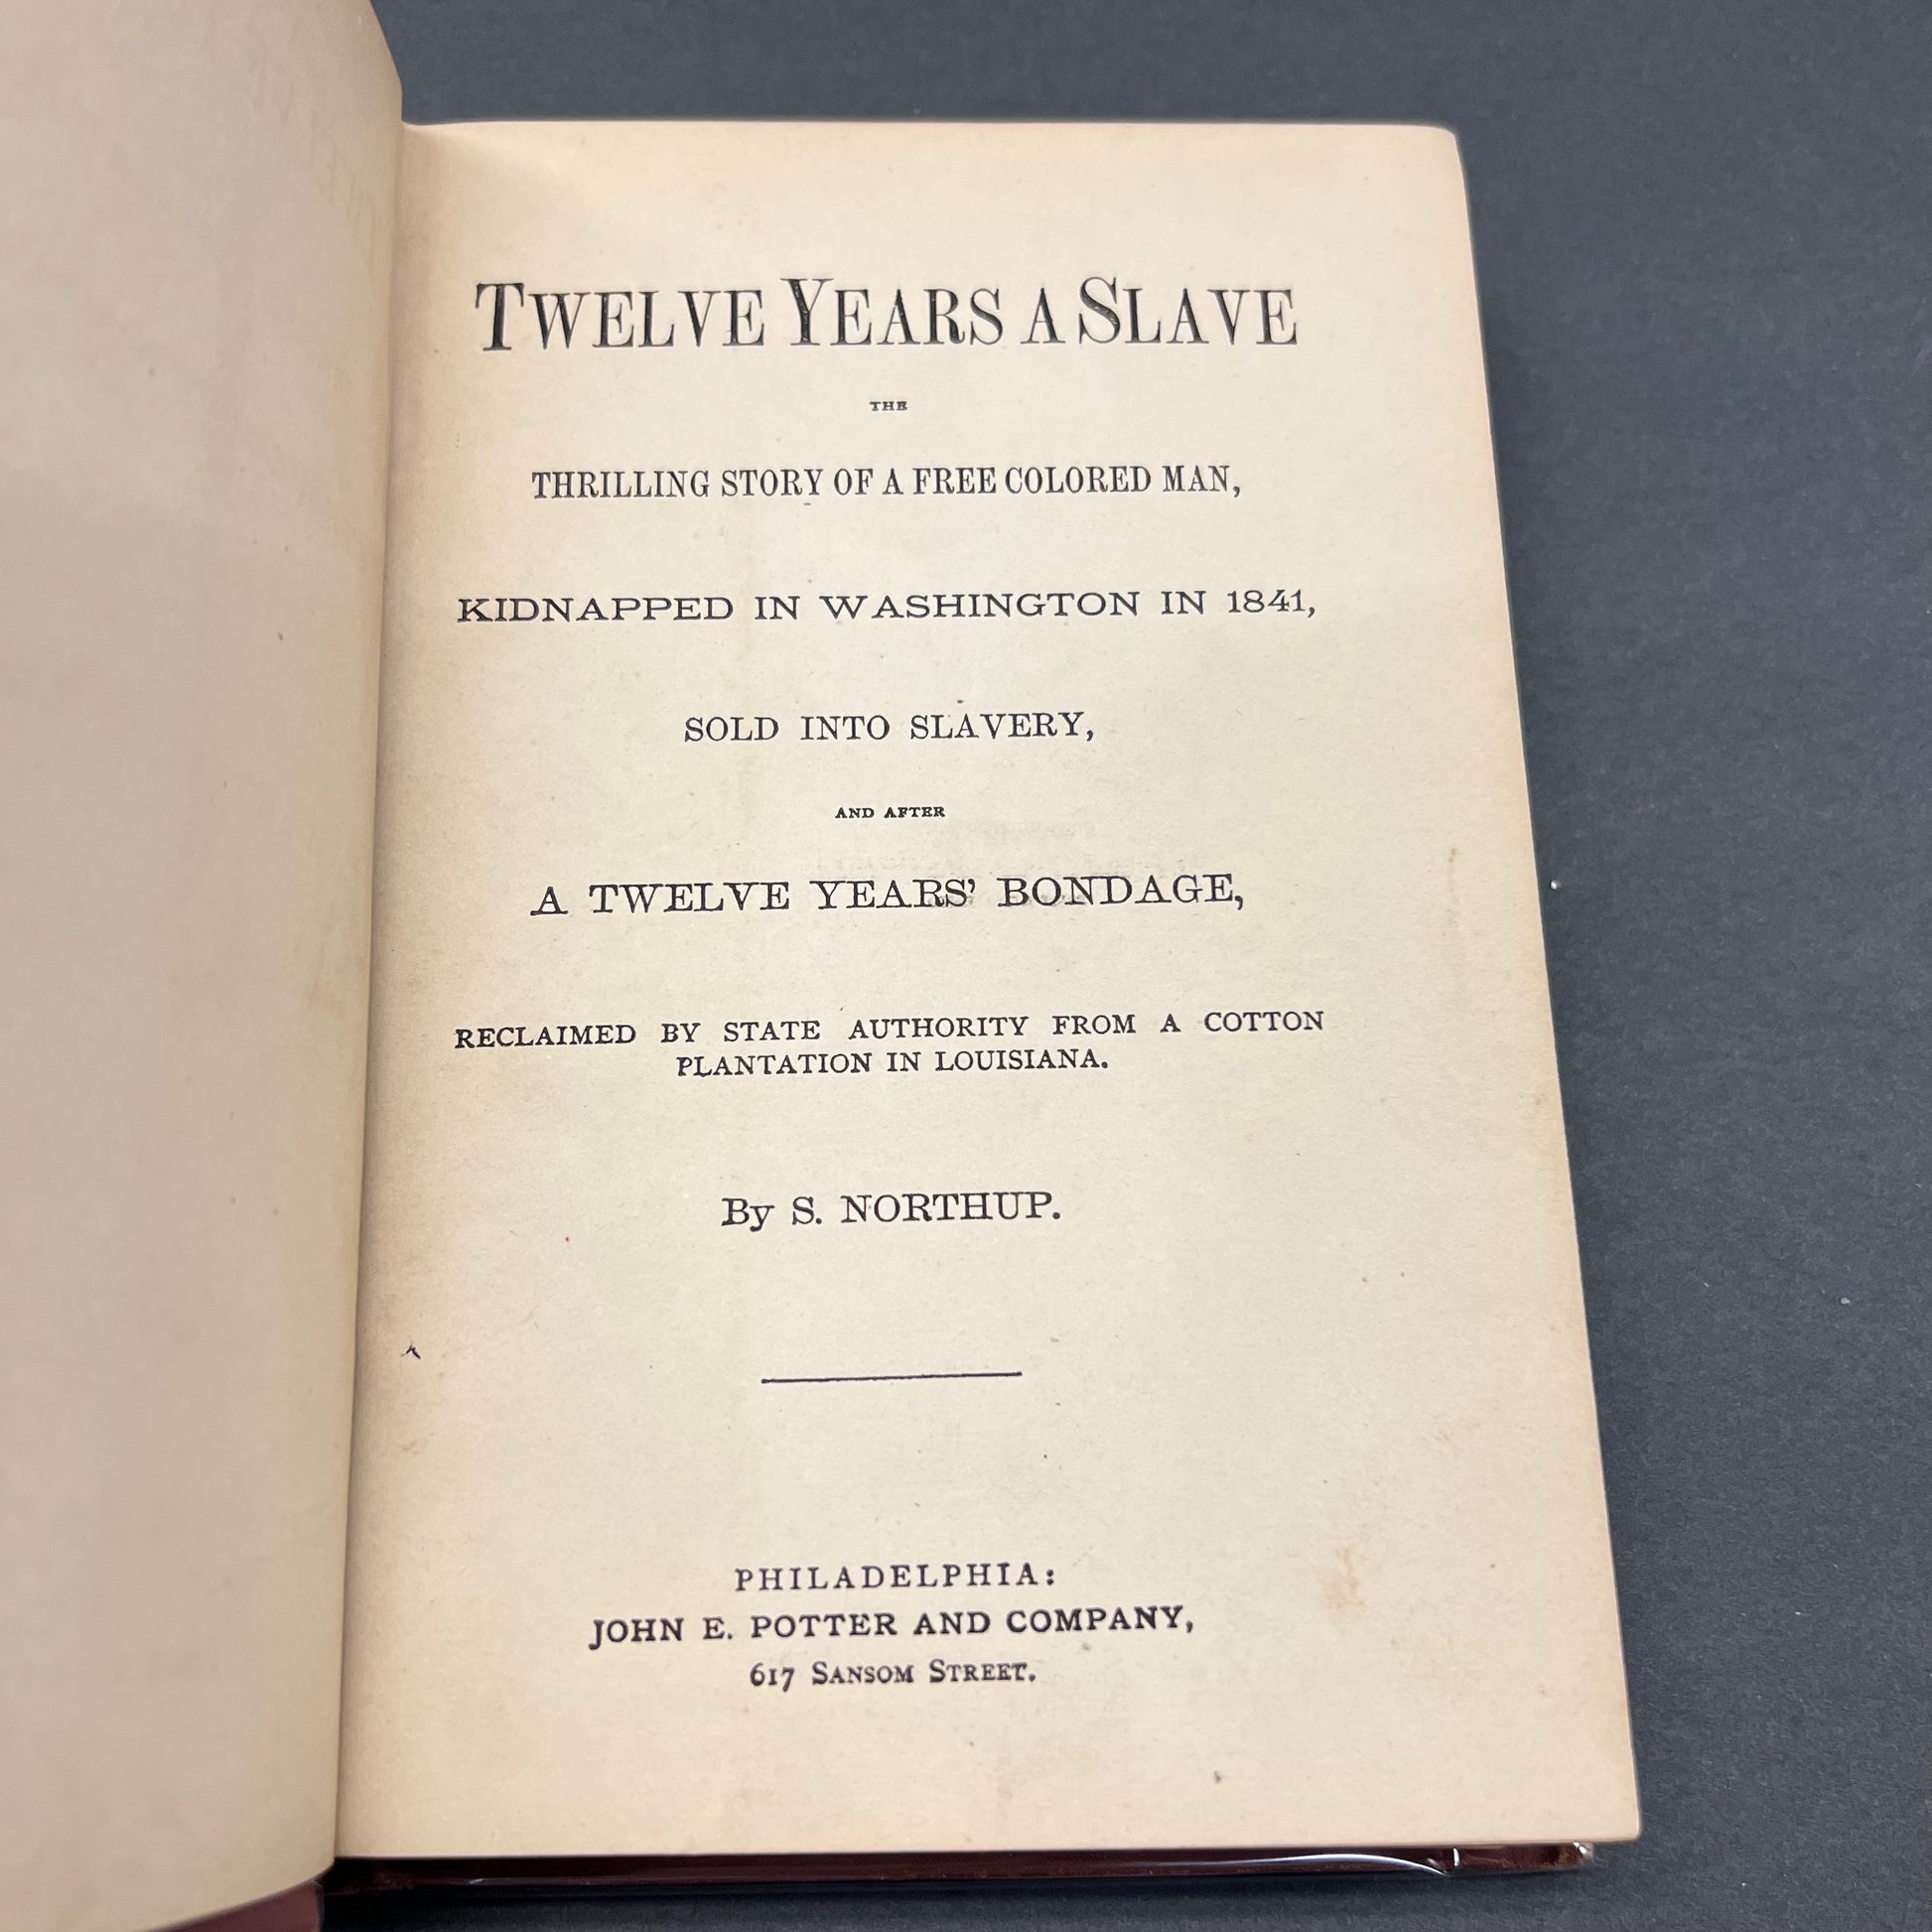 TWELVE YEARS A SLAVE
THE
THRILLING STORY OF A FREE COLORED MAN,
KIDNAPPED IN WASHINGTON IN 1841,
SOLD INTO SLAVERY,
AND AFTER
A TWELVE YEARS' BONDAGE,
RECLAIMED BY STATE AUTHORITY FROM A COTTON
PLANTATION IN LOUISIANA.
By S. NORTHUP.
PHILADELPHIA:
JOHN E. POTTER AND COMPANY,
617 SANSOM STREET.